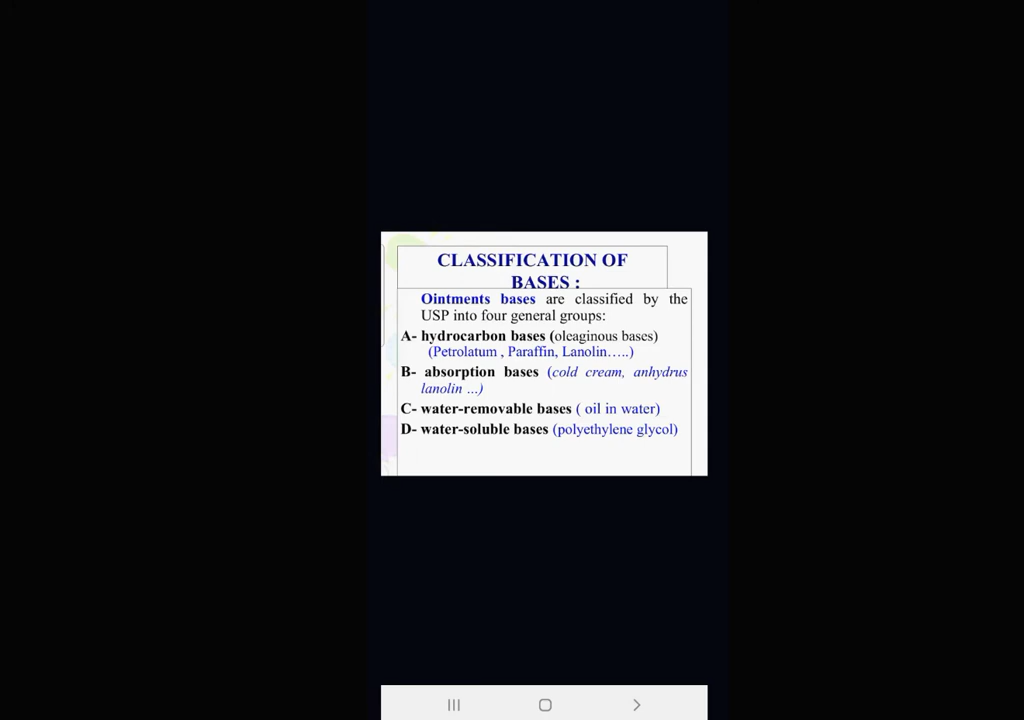 CLASSIFICATION OF
BASES :
Ointments bases are classified by the
USP into four general groups:
A- hydrocarbon bases (oleaginous bases)
(Petrolatum , Paraffin, Lanolin…..)
B- absorption bases (cold cream, anhydrus
lanolin ...)
C- water-removable bases ( oil in water)
D- water-soluble bases (polyethylene glycol)